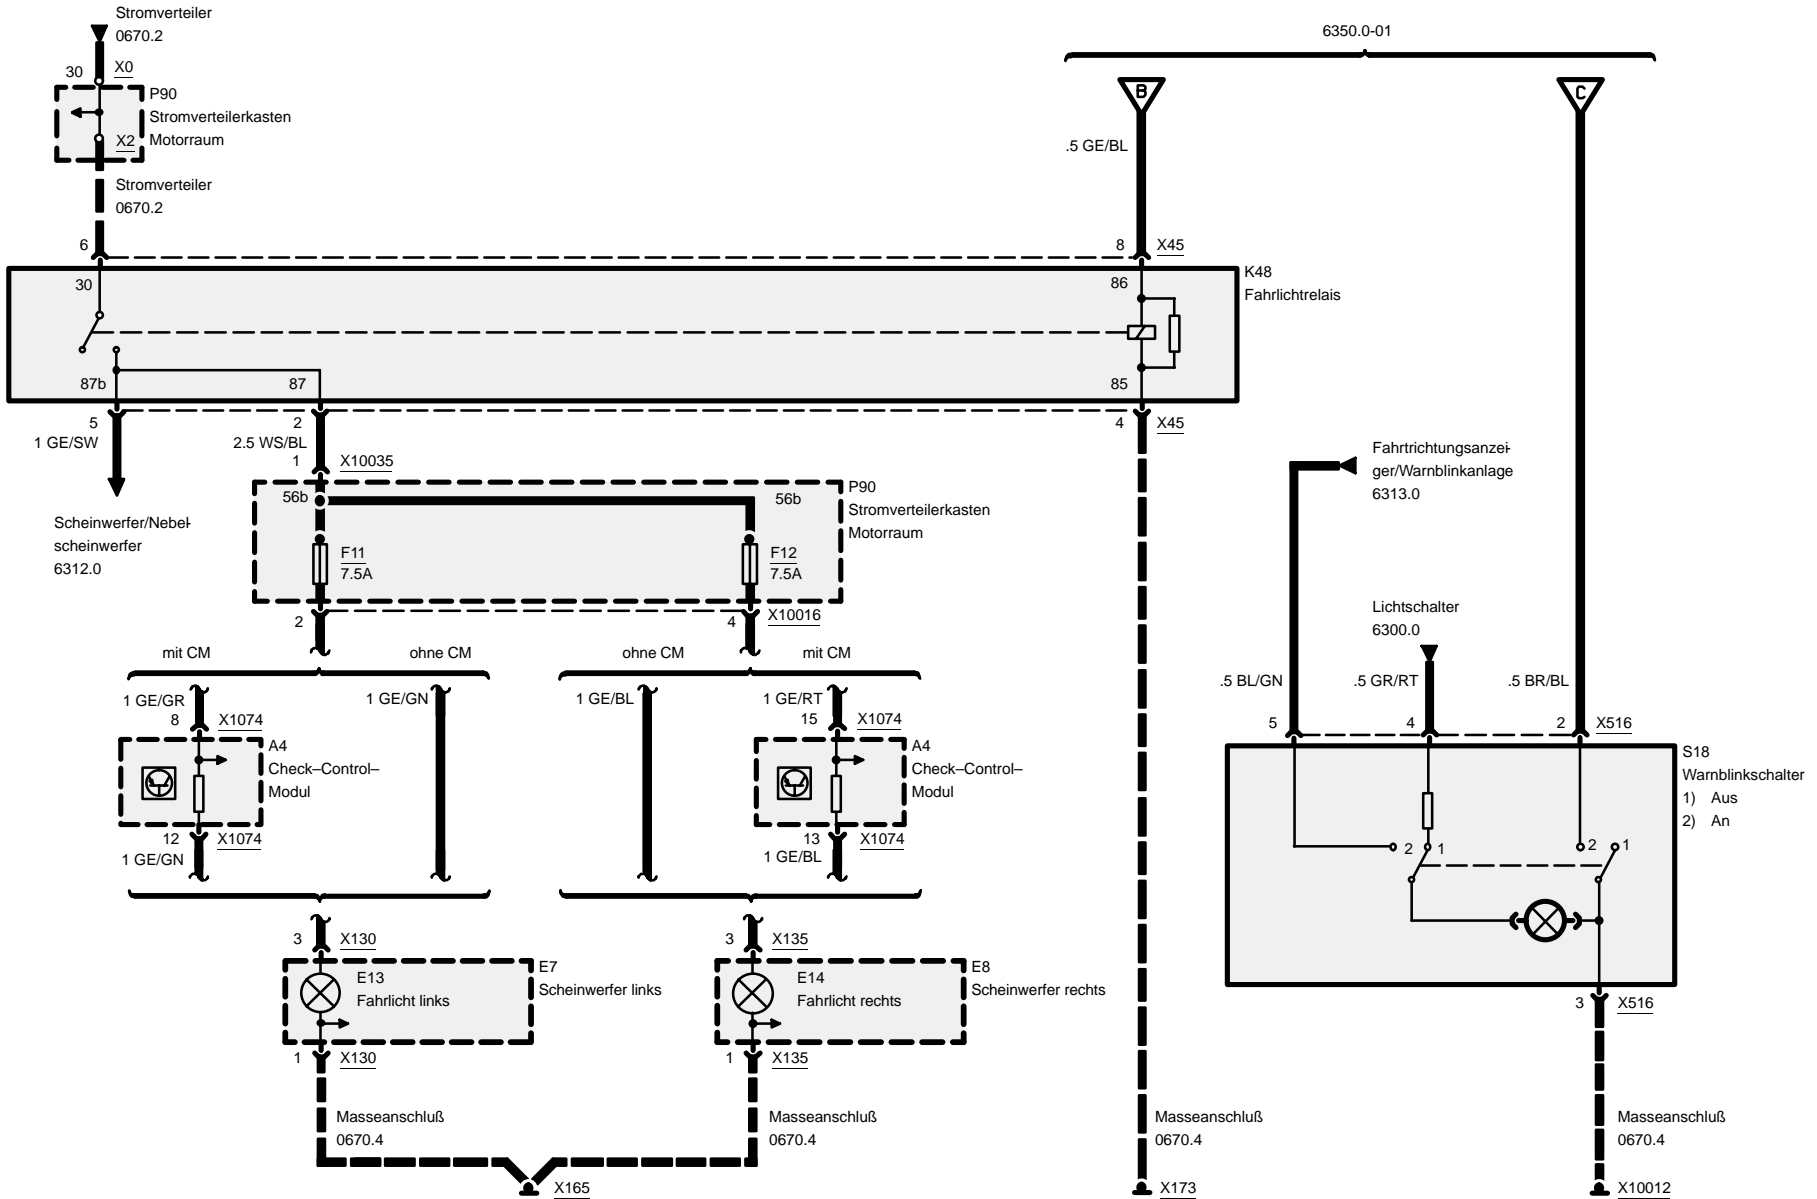 Stromverteiler
0670.2
6350.0-01
30
X0
P90
Stromverteilerkasten
Motorraum
X2
B
C
.5 GE/BL
Stromverteiler
0670.2
6
8
X45
30
86
K48
Fahrlichtrelais
87b
87
85
5
2
4
X45
1 GE/SW
2.5 WS/BL
1
X10035
Fahrtrichtungsanzei-
ger/Warnblinkanlage
6313.0
56b
56b
P90
Stromverteilerkasten
Motorraum
Scheinwerfer/Nebel-
scheinwerfer
6312.0
F11
7.5A
F12
7.5A
2
4
X10016
Lichtschalter
6300.0
mit CM
ohne CM
ohne CM
mit CM
1 GE/GR
1 GE/GN
1 GE/BL
1 GE/RT
.5 BL/GN
.5 GR/RT
.5 BR/BL
8
X1074
15
X1074
5
4
2
X516
A4
Check–Control–
Modul
A4
Check–Control–
Modul
S18
Warnblinkschalter
1) Aus
2) An
12
X1074
13
X1074
1 GE/GN
1 GE/BL
2
1
2
1
3
X130
3
X135
E13
Fahrlicht links
E7
Scheinwerfer links
E14
Fahrlicht rechts
E8
Scheinwerfer rechts
3
X516
1
X130
1
X135
Masseanschluß
0670.4
Masseanschluß
0670.4
Masseanschluß
0670.4
Masseanschluß
0670.4
X165
X173
X10012